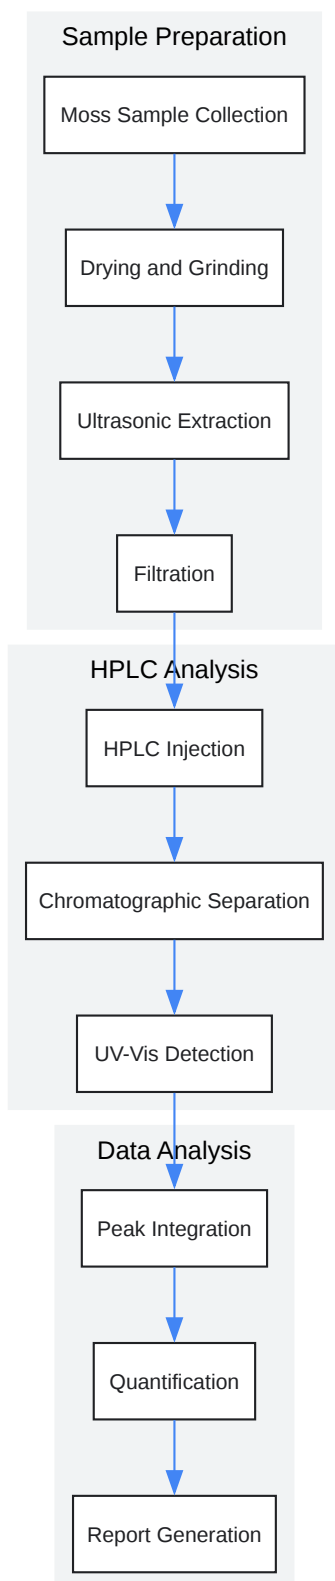 Sample Preparation
Moss Sample Collection
Drying and Grinding
Ultrasonic Extraction
Filtration
HPLC Analysis
HPLC Injection
Chromatographic Separation
UV-Vis Detection
Data Analysis
Peak Integration
Quantification
Report Generation